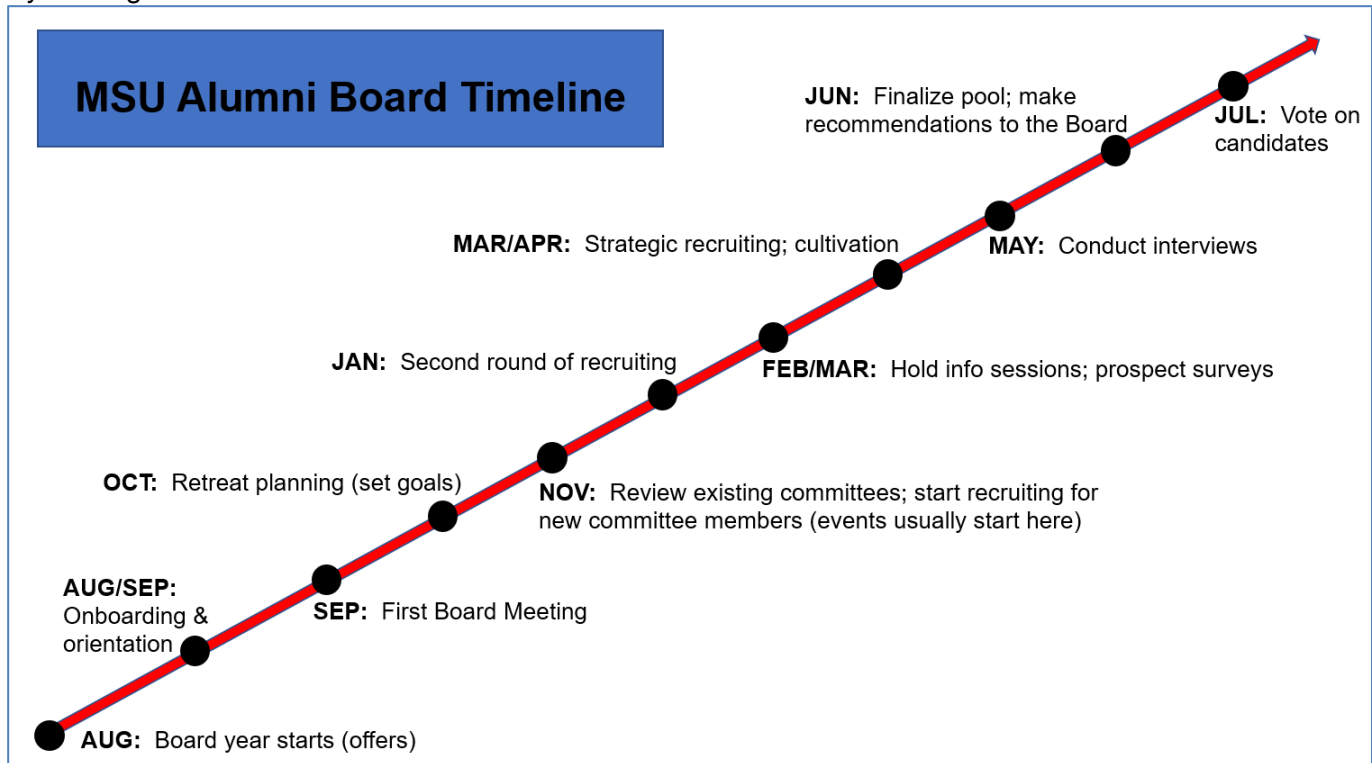 MSU Alumni Board Timeline
JUN: Finalize pool; make
recommendations to the Board
JUL: Vote on
candidates
MAR/APR: Strategic recruiting; cultivation
MAY: Conduct interviews
JAN: Second round of recruiting
FEB/MAR: Hold info sessions; prospect surveys
OCT: Retreat planning (set goals)
NOV: Review existing committees; start recruiting for
new committee members (events usually start here)
AUG/SEP:
Onboarding &
orientation
SEP: First Board Meeting
AUG: Board year starts (offers)